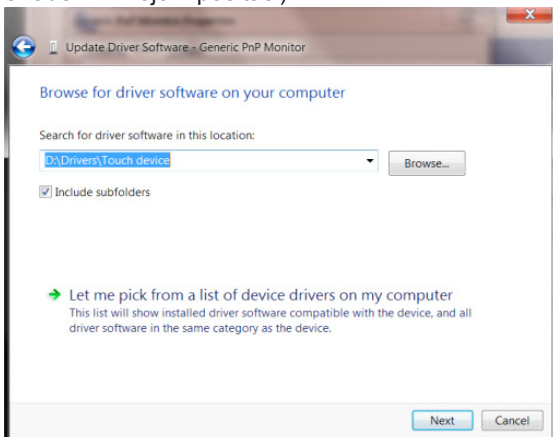 Update Driver Software - Generic PnP Monitor
Browse for driver software on your computer
Search for driver software in this location:
D:\Drivers\Touch device
Browse...
Include subfolders
Let me pick from a list of device drivers on my computer
This list will show installed driver software compatible with the device, and all
driver software in the same category as the device.
Next
Cancel